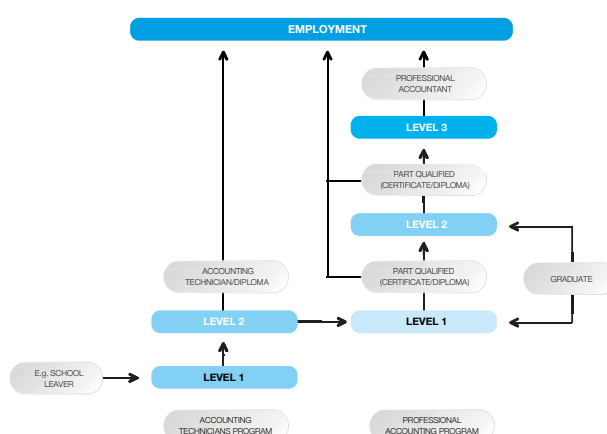 EMPLOYMENT
PROFESSIONAL
ACCOUNTANT
LEVEL 3
PART QUALIFIED
(CERTIFICATE/DIPLOMA)
LEVEL 2
ACCOUNTING
TECHNICIAN/DIPLOMA
PART QUALIFIED
(CERTIFICATE/DIPLOMA)
GRADUATE
LEVEL 2
LEVEL 1
E.g. SCHOOL
LEAVER
LEVEL 1
ACCOUNTING
TECHNICIANS PROGRAM
PROFESSIONAL
ACCOUNTING PROGRAM